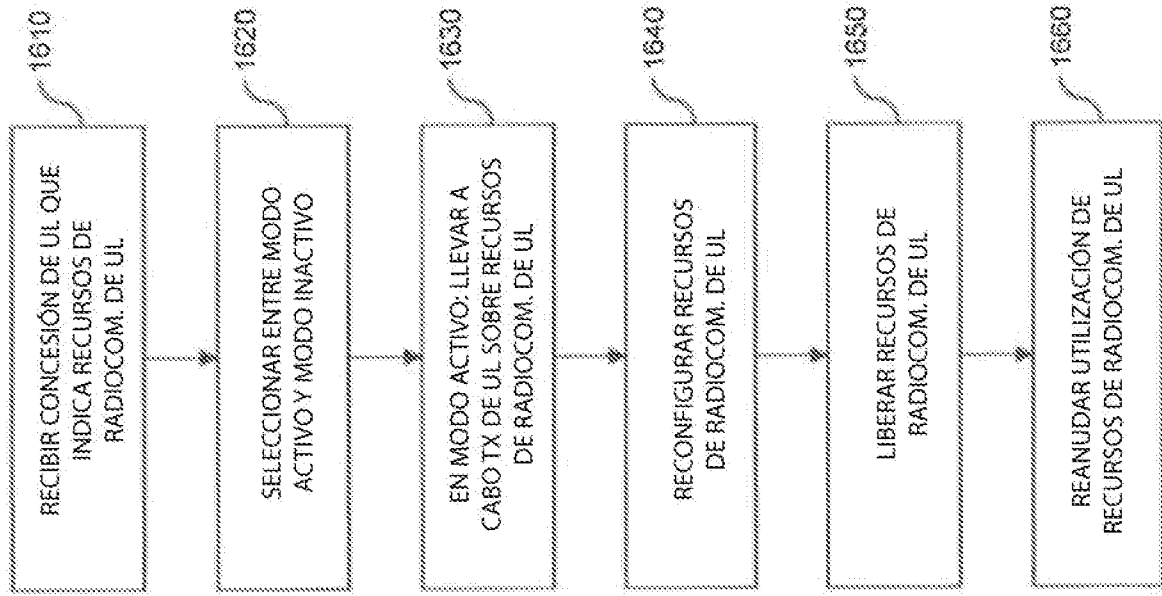 RECIBIR CONCESIÓN DE UL QUE
INDICA RECURSOS DE
RADIOCOM. DE UL
1610
SELECCIONAR ENTRE MODO
ACTIVO Y MODO INACTIVO
1620
EN MODO ACTIVO: LLEVAR A
CABO TX DE UL SOBRE RECURSOS
DE RADIOCOM. DE UL
1630
RECONFIGURAR RECURSOS
DE RADIOCOM. DE UL
1640
LIBERAR RECURSOS DE
RADIOCOM. DE UL
1650
REANUDAR UTILIZACIÓN DE
RECURSOS DE RADIOCOM. DE UL
1660